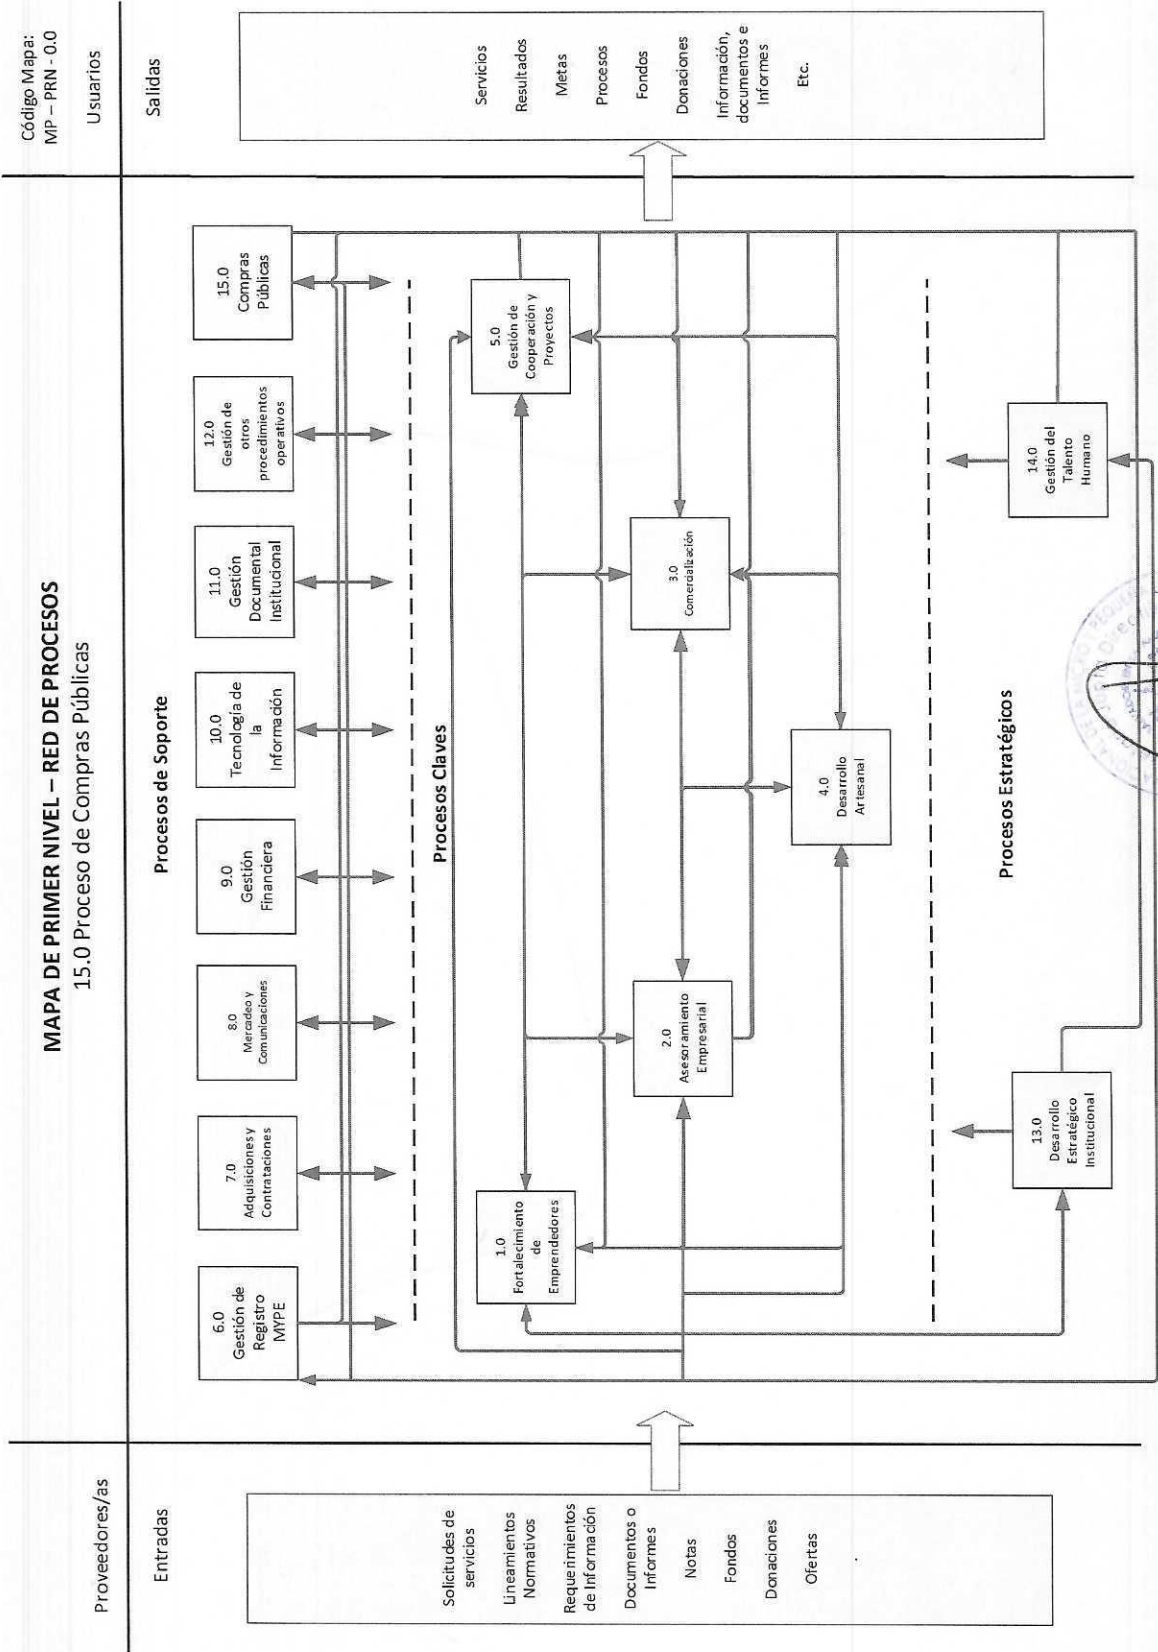 MAPA DE PRIMER NIVEL – RED DE PROCESOS
15.0 Proceso de Compras Públicas
Código Mapa:
MP – PRN - 0.0
Proveedores/as
Usuarios
Entradas
Salidas
Solicitudes de
servicios
Lineamientos
Normativos
Requerimientos
de Información
Documentos o
Informes
Notas
Fondos
Donaciones
Ofertas
Procesos de Soporte
6.0
Gestión de
Registro
MYPE
7.0
Adquisiciones y
Contrataciones
8.0
Mercadeo y
Comunicaciones
9.0
Gestión
Financiera
10.0
Tecnología de
la
Información
11.0
Gestión
Documental
Institucional
12.0
Gestión de
otros
procedimientos
operativos
15.0
Compras
Públicas
Procesos Claves
1.0
Fortalecimiento
de
Emprendedores
2.0
Asesoramiento
Empresarial
3.0
Comercialización
4.0
Desarrollo
Artesanal
5.0
Gestión de
Cooperación y
Proyectos
Procesos Estratégicos
13.0
Desarrollo
Estratégico
Institucional
14.0
Gestión del
Talento
Humano
Servicios
Resultados
Metas
Procesos
Fondos
Donaciones
Información,
documentos e
Informes
Etc.